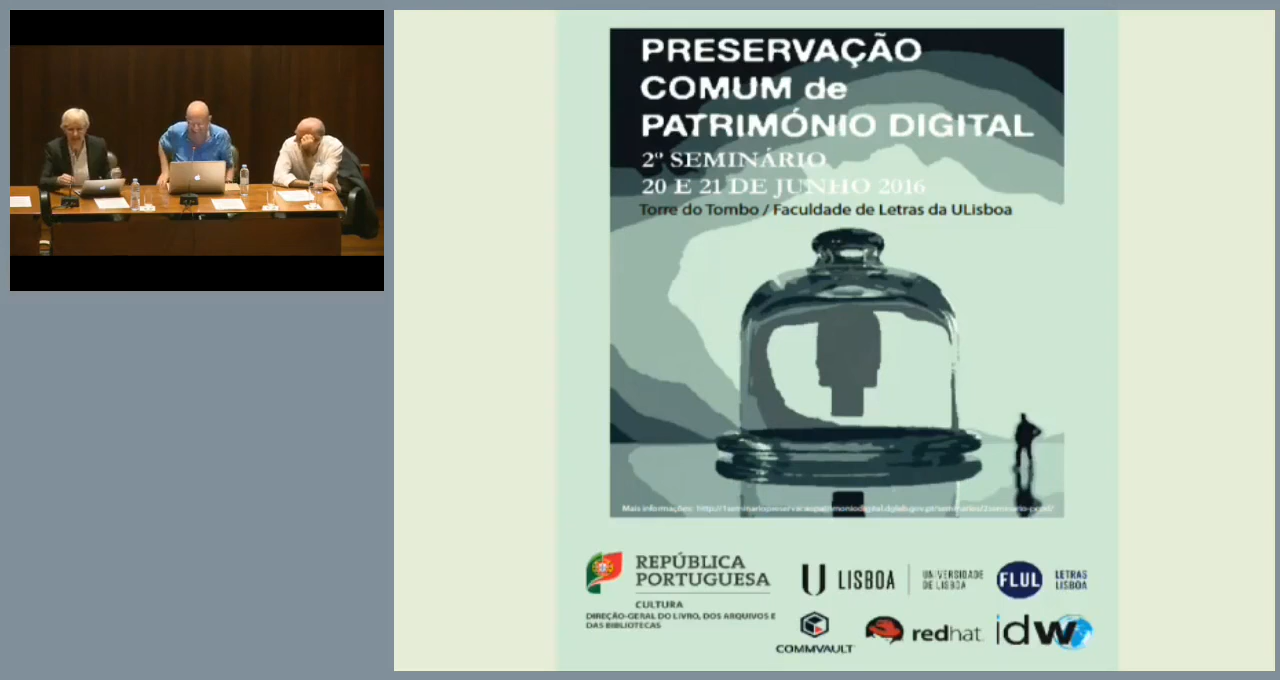 PRESERVAÇÃO
COMUM de
PATRIMÓNIO DIGITAL
2º SEMINÁRIO
20 E 21 DE JUNHO 2016
Torre do Tombo / Faculdade de Letras da ULisboa
Mais informações:
REPÚBLICA
PORTUGUESA
CULTURA
DIREÇÃO-GERAL DO LIVRO, DOS ARQUIVOS E
DAS BIBLIOTECAS
U LISBOA
UNIVERSIDADE
DE LISBOA
FLUL
LETRAS
LISBOA
COMMVAULT
redhat.
idw